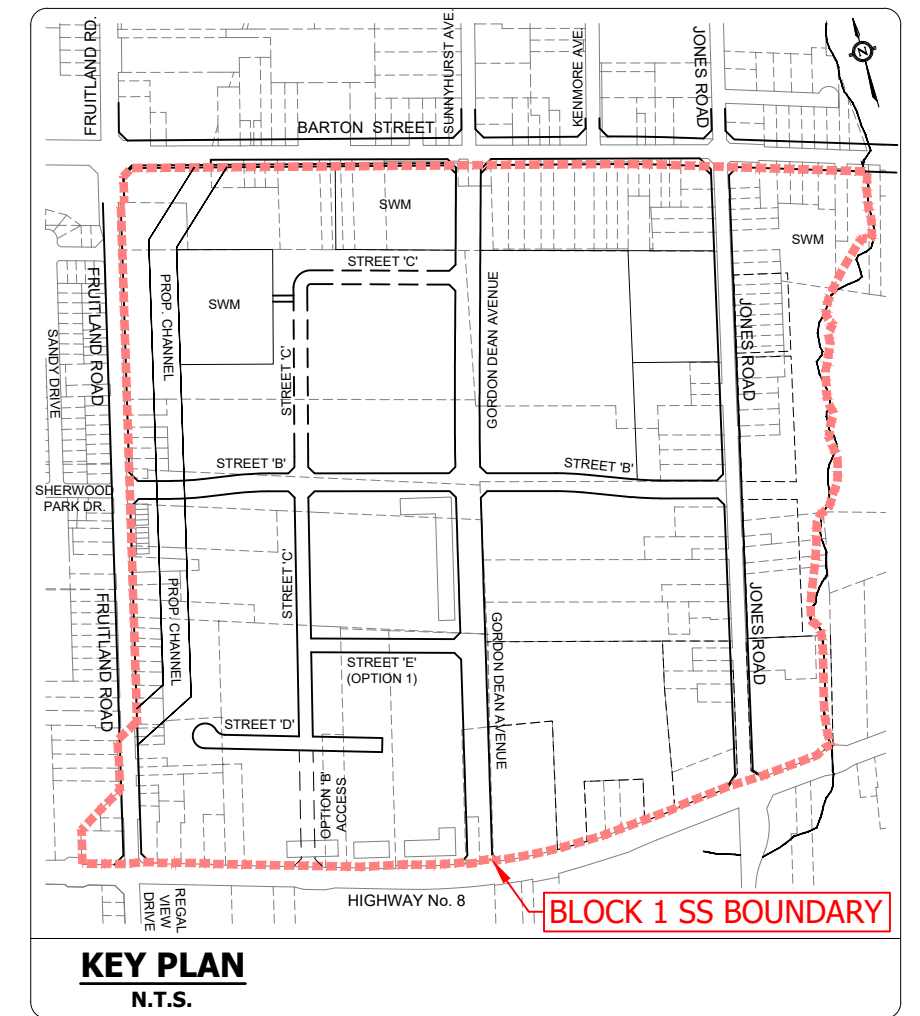 FRUITLAND RD.
SUNNYHURST AVE.
KENMORE AVE.
JONES ROAD
Z
BARTON STREET
SWM
SWM
STREET 'C'
FRUITLAND ROAD
PROP. CHANNEL
SWM
GORDON DEAN AVENUE
JONES ROAD
SANDY DRIVE
STREET 'C'
STREET 'B'
STREET 'B'
SHERWOOD
PARK DR.
STREET 'C'
PROP. CHANNEL
FRUITLAND ROAD
JONES ROAD
GORDON DEAN AVENUE
STREET 'E'
(OPTION 1)
STREET 'D'
OPTION 'B'
ACCESS
REGAL
VIEW
DRIVE
HIGHWAY No. 8
BLOCK 1 SS BOUNDARY
KEY PLAN
N.T.S.